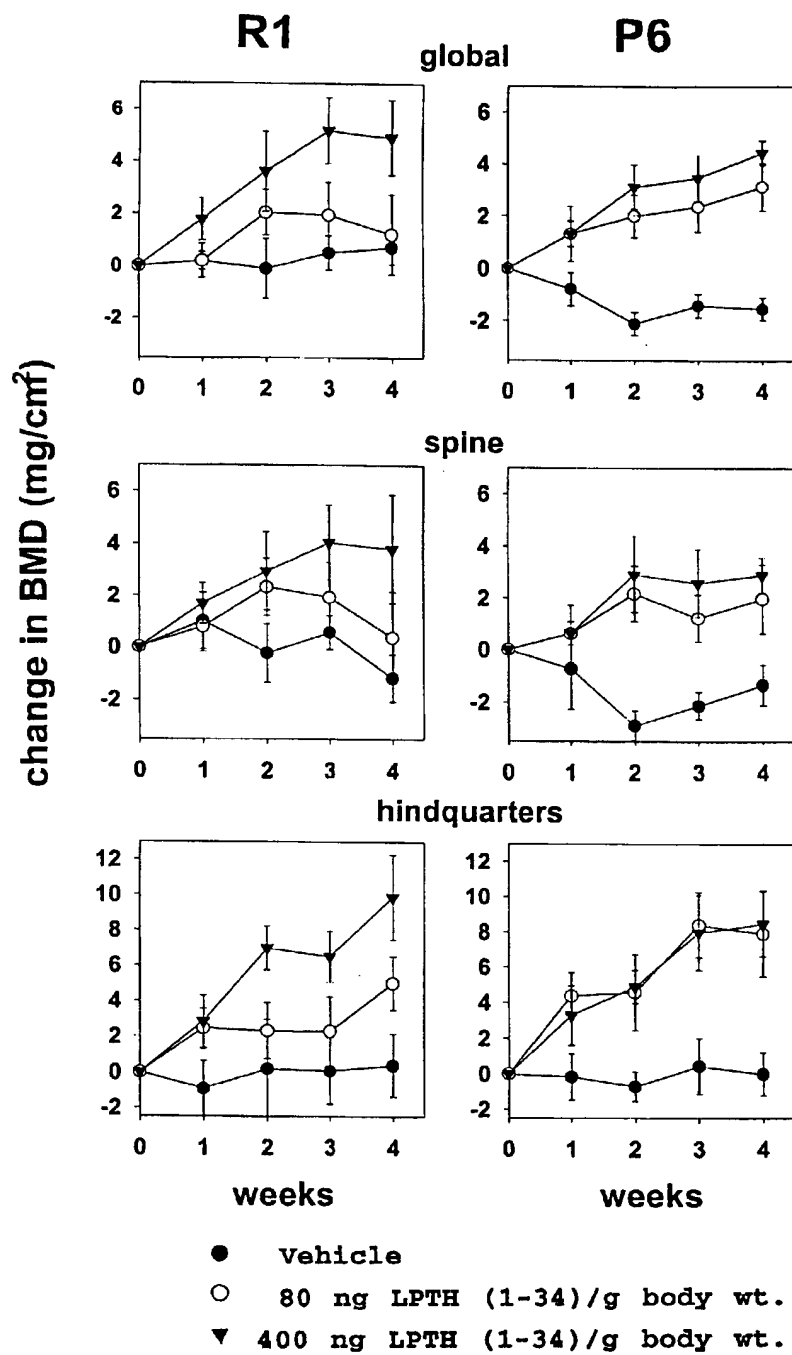 R1 P6
global
6 6
4 4
2 2
0 0
-2 -2
0 1 2 3 4 0 1 2 3 4
spine
6 6
4 4
2 2
0 0
-2 -2
0 1 2 3 4 0 1 2 3 4
hindquarters
12 12
10 10
8 8
6 6
4 4
2 2
0 0
-2 -2
0 1 2 3 4 0 1 2 3 4
weeks weeks
change in BMD (mg/cm²)
Vehicle
80 ng LPTH (1-34)/g body wt.
400 ng LPTH (1-34)/g body wt.